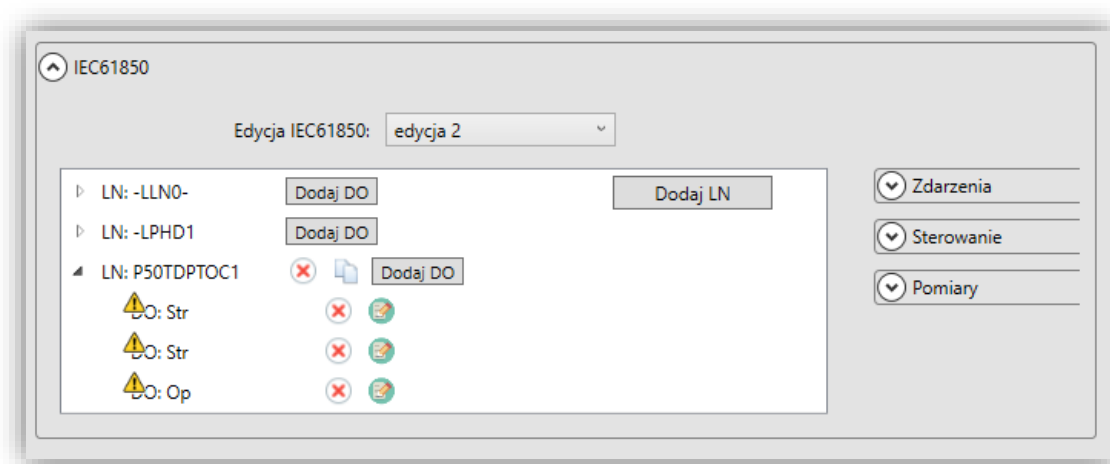 IEC61850
Edycja IEC61850: edycja 2
LN: -LLN0- Dodaj DO Dodaj LN
LN: -LPHD1 Dodaj DO
LN: P50TDPTOC1 Dodaj DO
DO: Str
DO: Str
DO: Op
Zdarzenia
Sterowanie
Pomiary